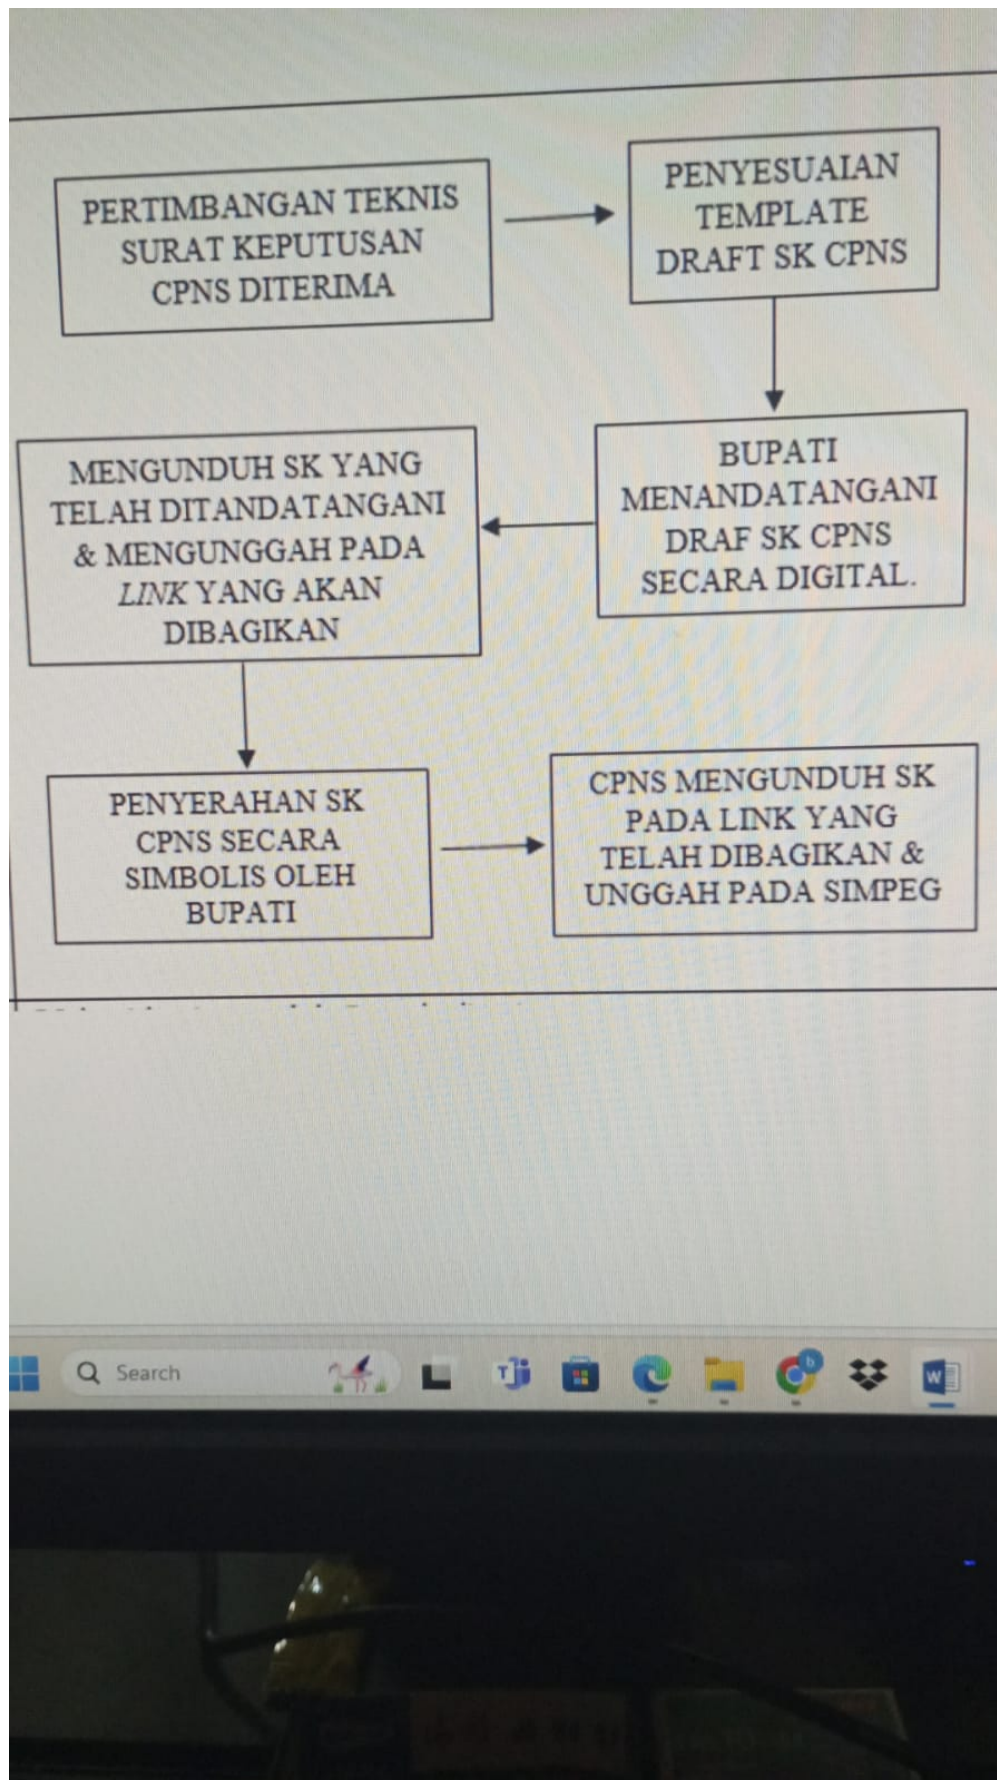 PERTIMBANGAN TEKNIS
SURAT KEPUTUSAN
CPNS DITERIMA
PENYESUAIAN
TEMPLATE
DRAFT SK CPNS
BUPATI
MENANDATANGANI
DRAF SK CPNS
SECARA DIGITAL.
MENGUNDUH SK YANG
TELAH DITANDATANGANI
& MENGUNGGAH PADA
LINK YANG AKAN
DIBAGIKAN
PENYERAHAN SK
CPNS SECARA
SIMBOLIS OLEH
BUPATI
CPNS MENGUNDUH SK
PADA LINK YANG
TELAH DIBAGIKAN &
UNGGAH PADA SIMPEG
Search